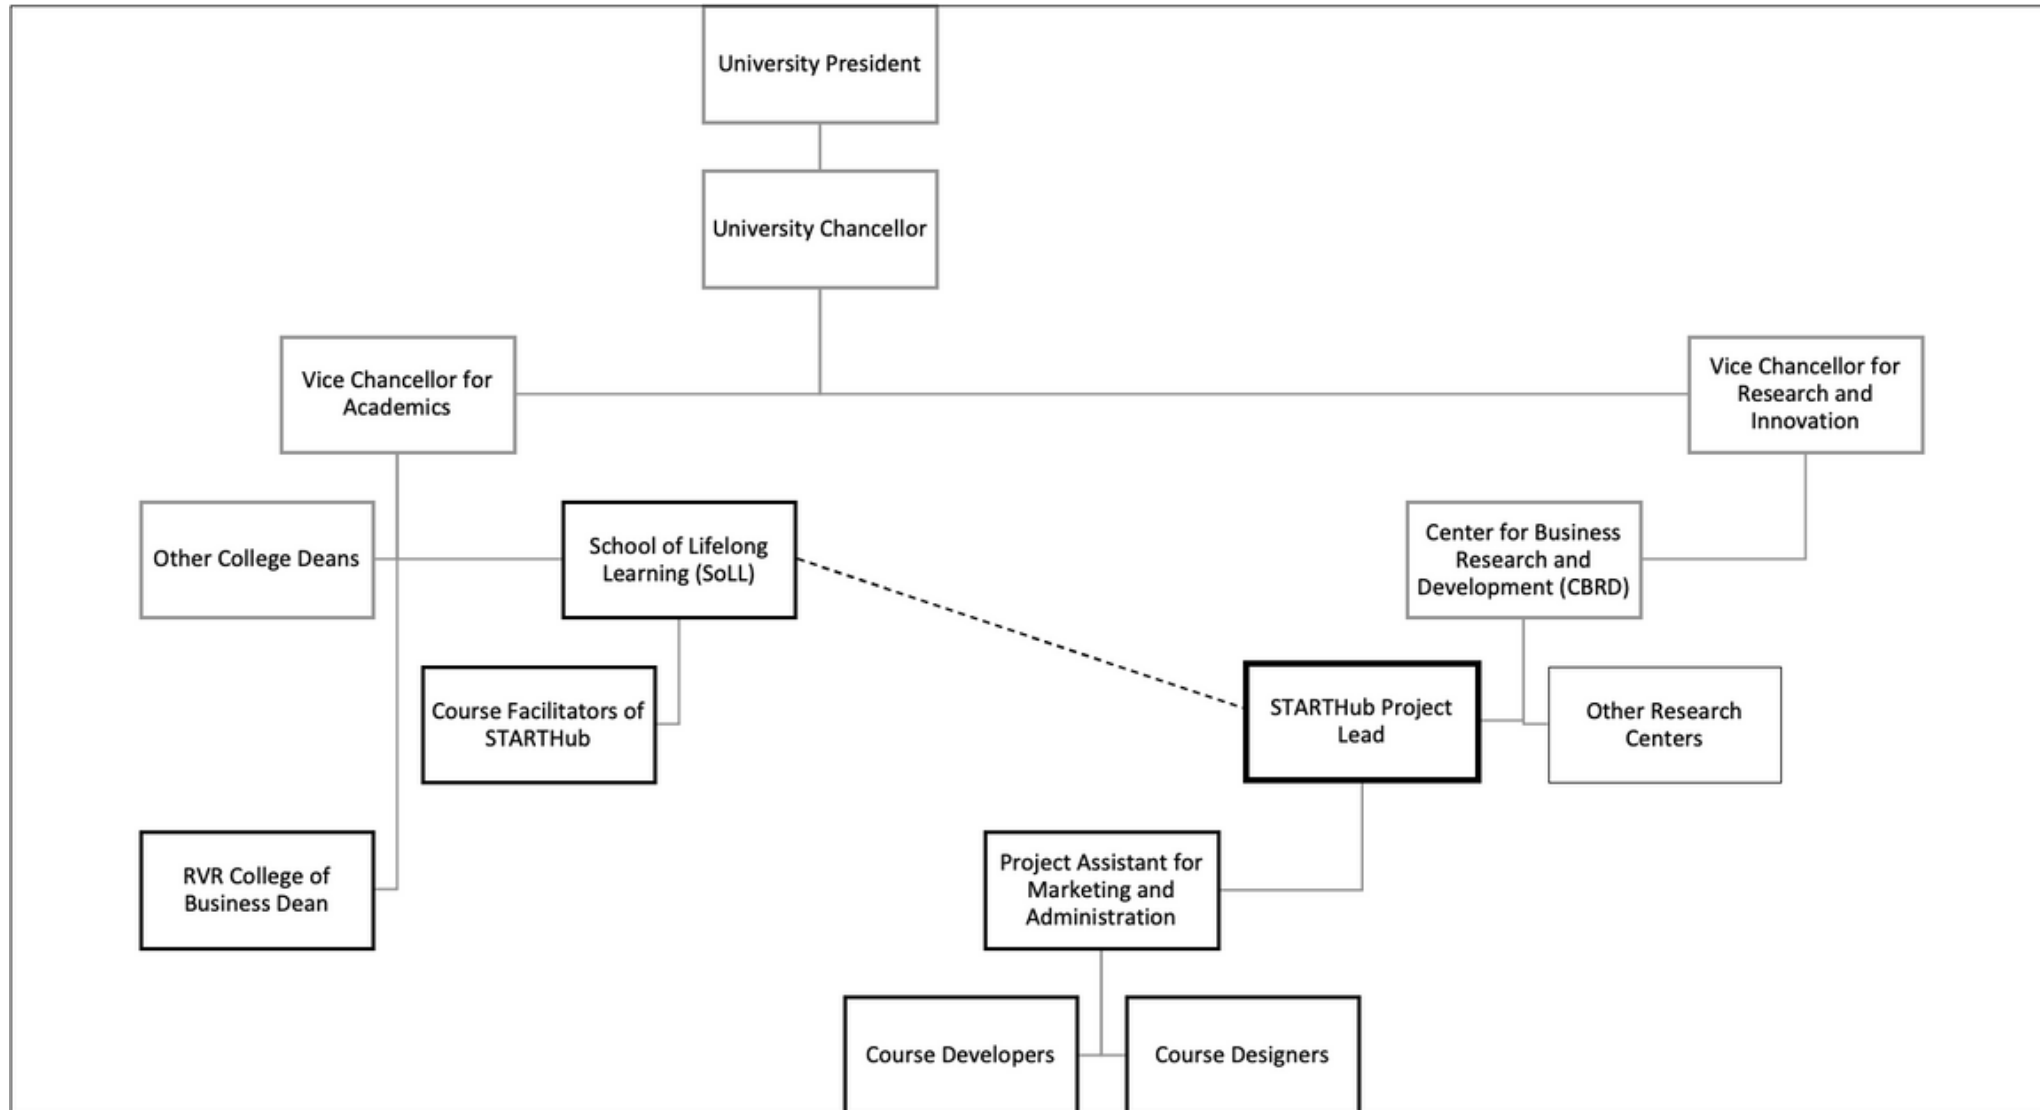 University President
University Chancellor
Vice Chancellor for
Academics
Vice Chancellor for
Research and
Innovation
Other College Deans
School of Lifelong
Learning (SoLL)
Center for Business
Research and
Development (CBRD)
Course Facilitators of
STARTHub
STARTHub Project
Lead
Other Research
Centers
RVR College of
Business Dean
Project Assistant for
Marketing and
Administration
Course Developers
Course Designers